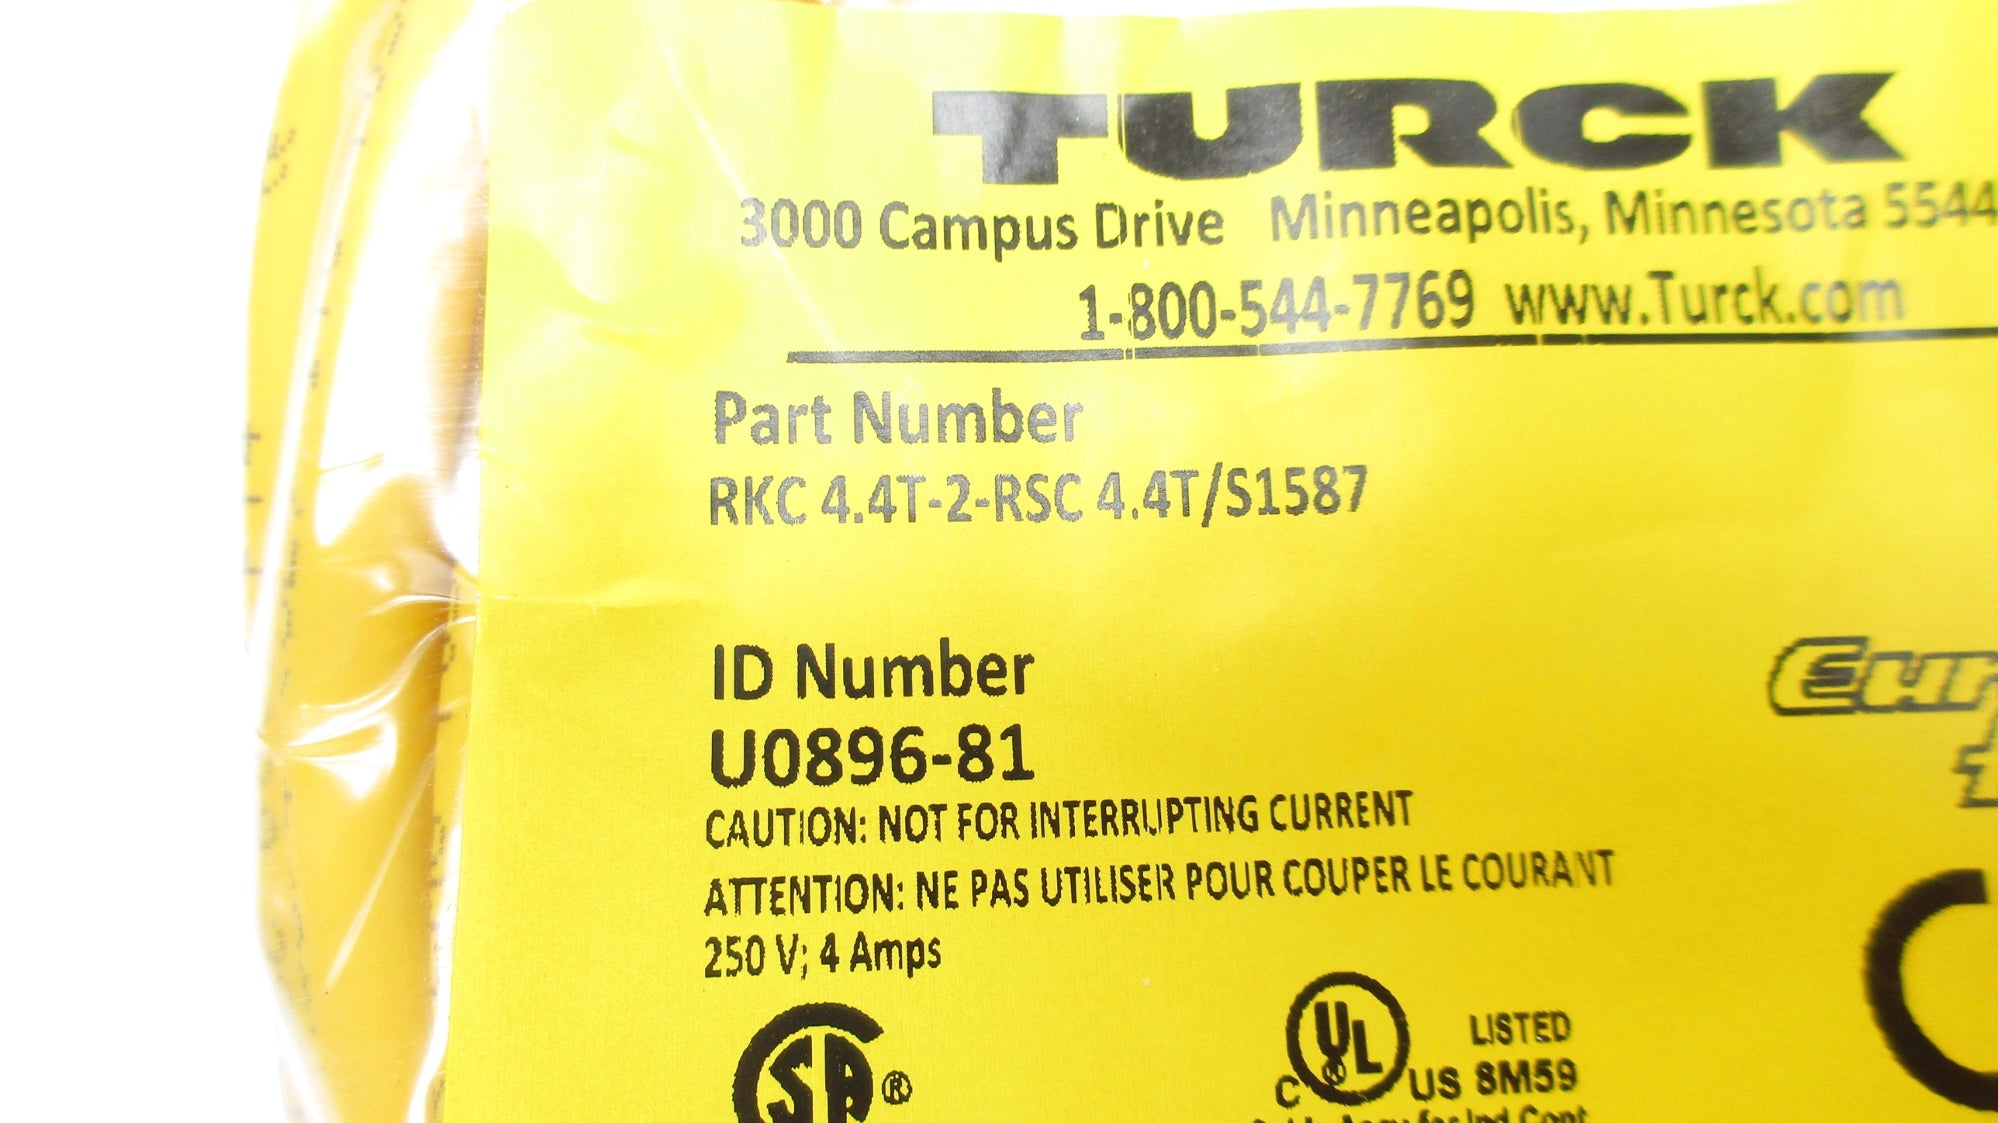 TURCK
3000 Campus Drive Minneapolis, Minnesota 5544
1-800-544-7769 www.Turck.com
Part Number
RKC 4.4T-2-RSC 4.4T/S1587
ID Number
U0896-81
CAUTION: NOT FOR INTERRUPTING CURRENT
ATTENTION: NE PAS UTILISER POUR COUPER LE COURANT
250 V; 4 Amps
LISTED
C UL ® US 8M59